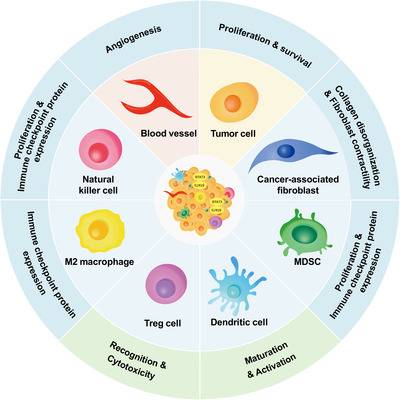 Angiogenesis
Proliferation & survival
Proliferation &
Immune checkpoint protein
expression
Collagen disorganization
& Fibroblast contractility
Blood vessel
Tumor cell
Natural
killer cell
Cancer-associated
fibroblast
M2 macrophage
MDSC
Treg cell
Dendritic cell
Immune checkpoint protein
expression
Proliferation &
Immune checkpoint protein
expression
Recognition &
Cytotoxicity
Maturation
& Activation